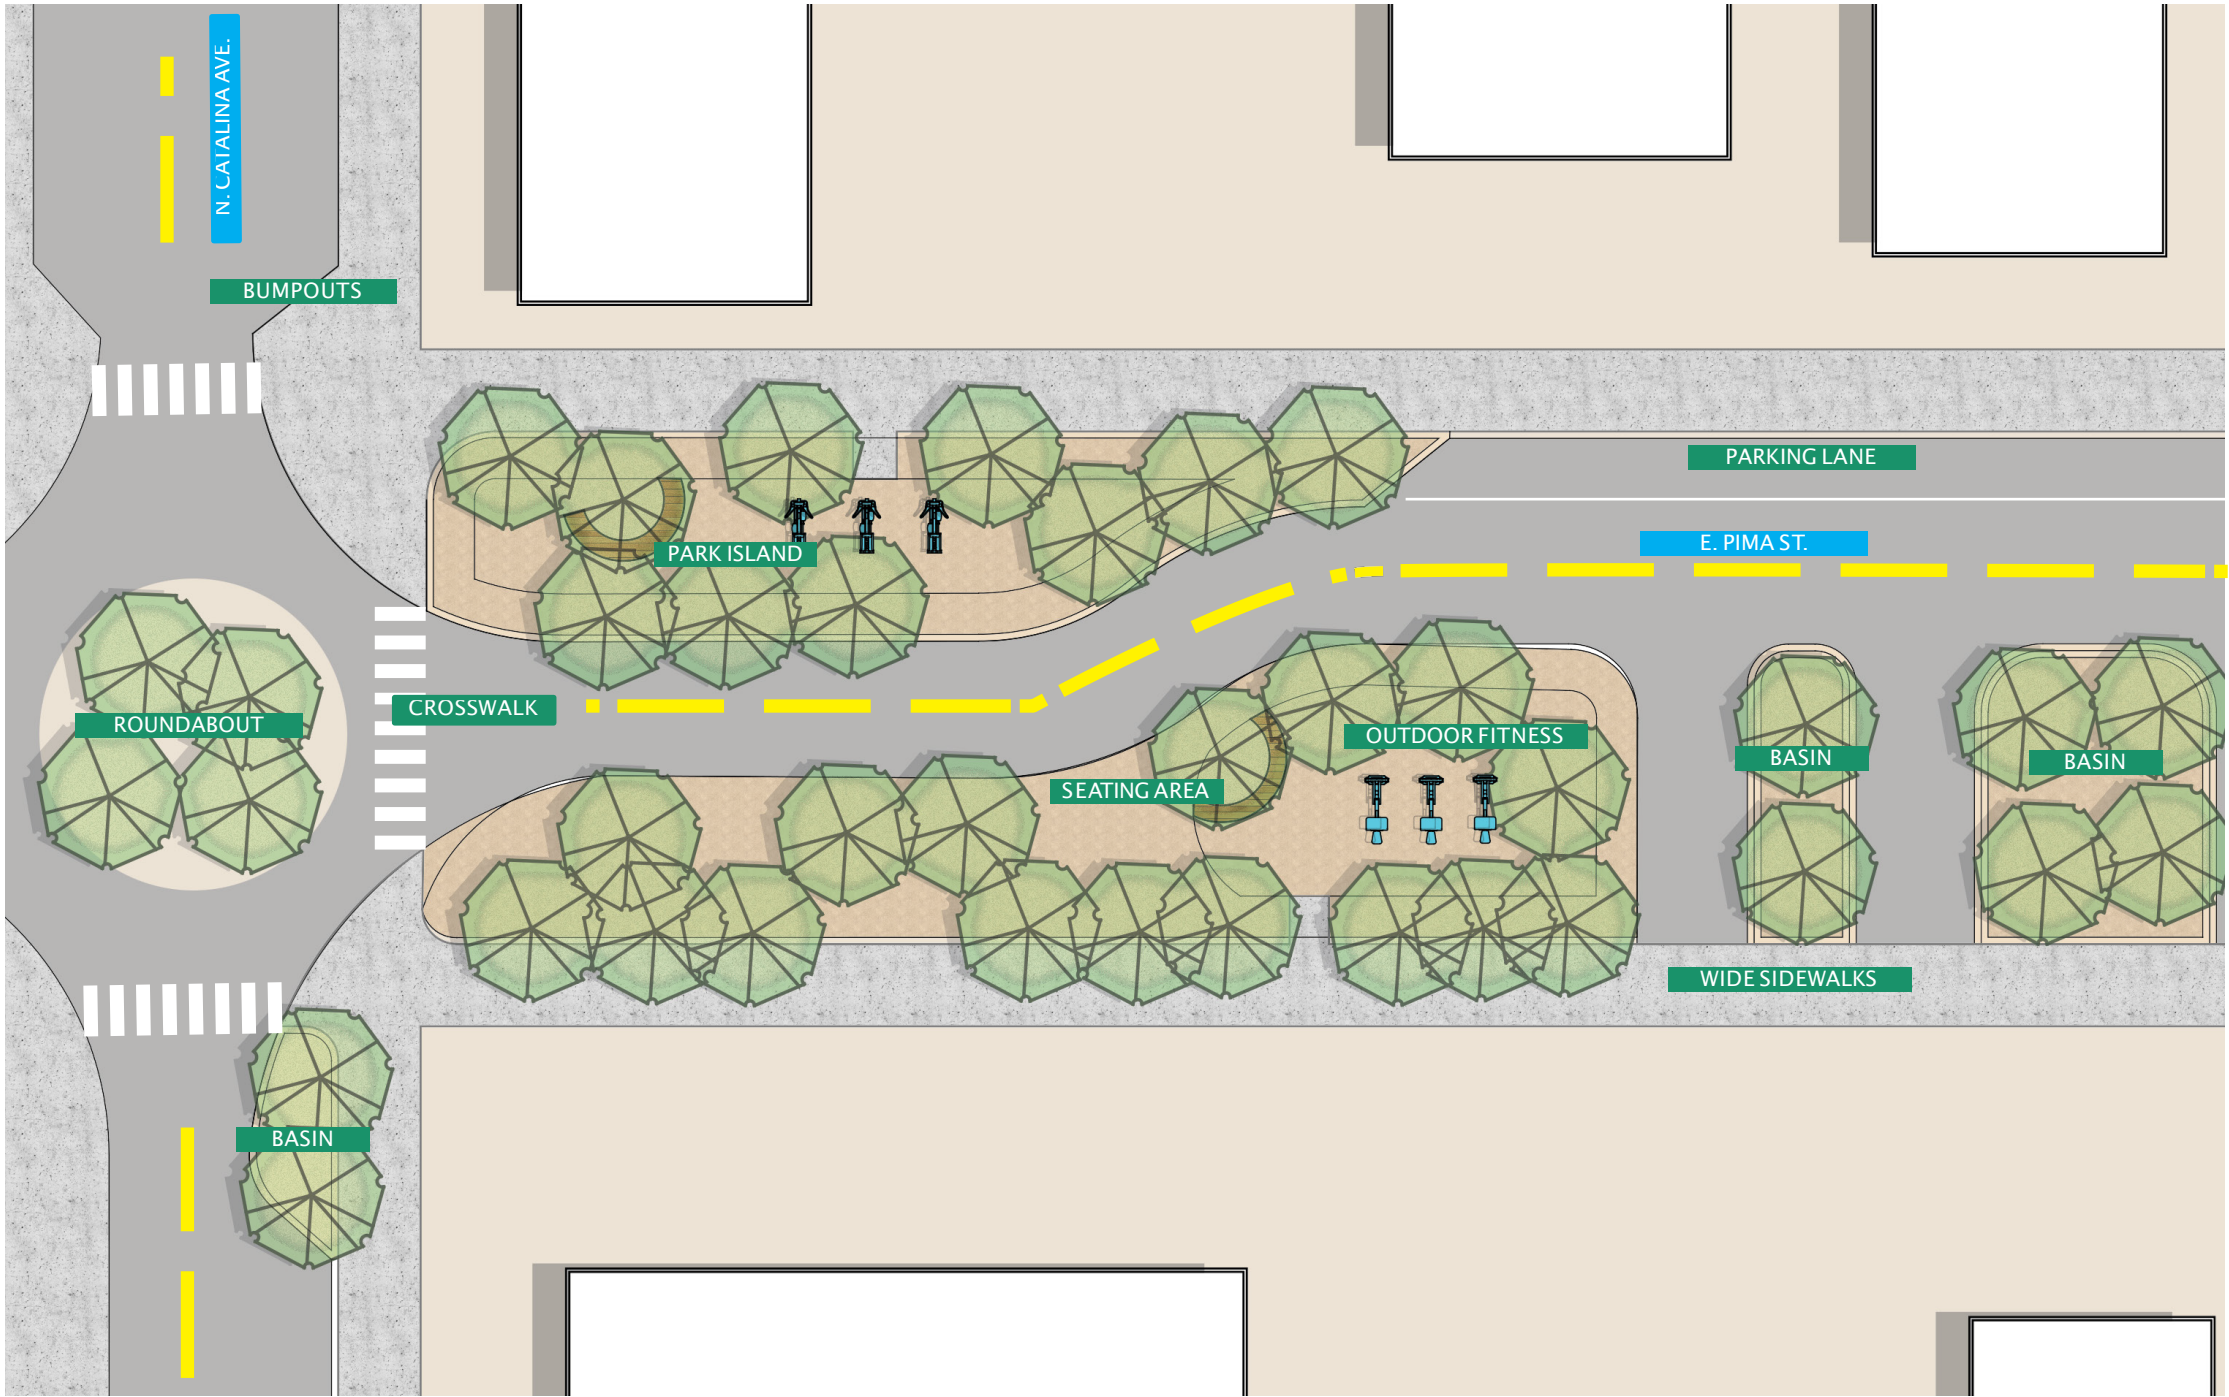 N. CATALINA AVE.
BUMPOUTS
PARKING LANE
E. PIMA ST.
PARK ISLAND
CROSSWALK
ROUNDABOUT
OUTDOOR FITNESS
SEATING AREA
BASIN
BASIN
WIDE SIDEWALKS
BASIN